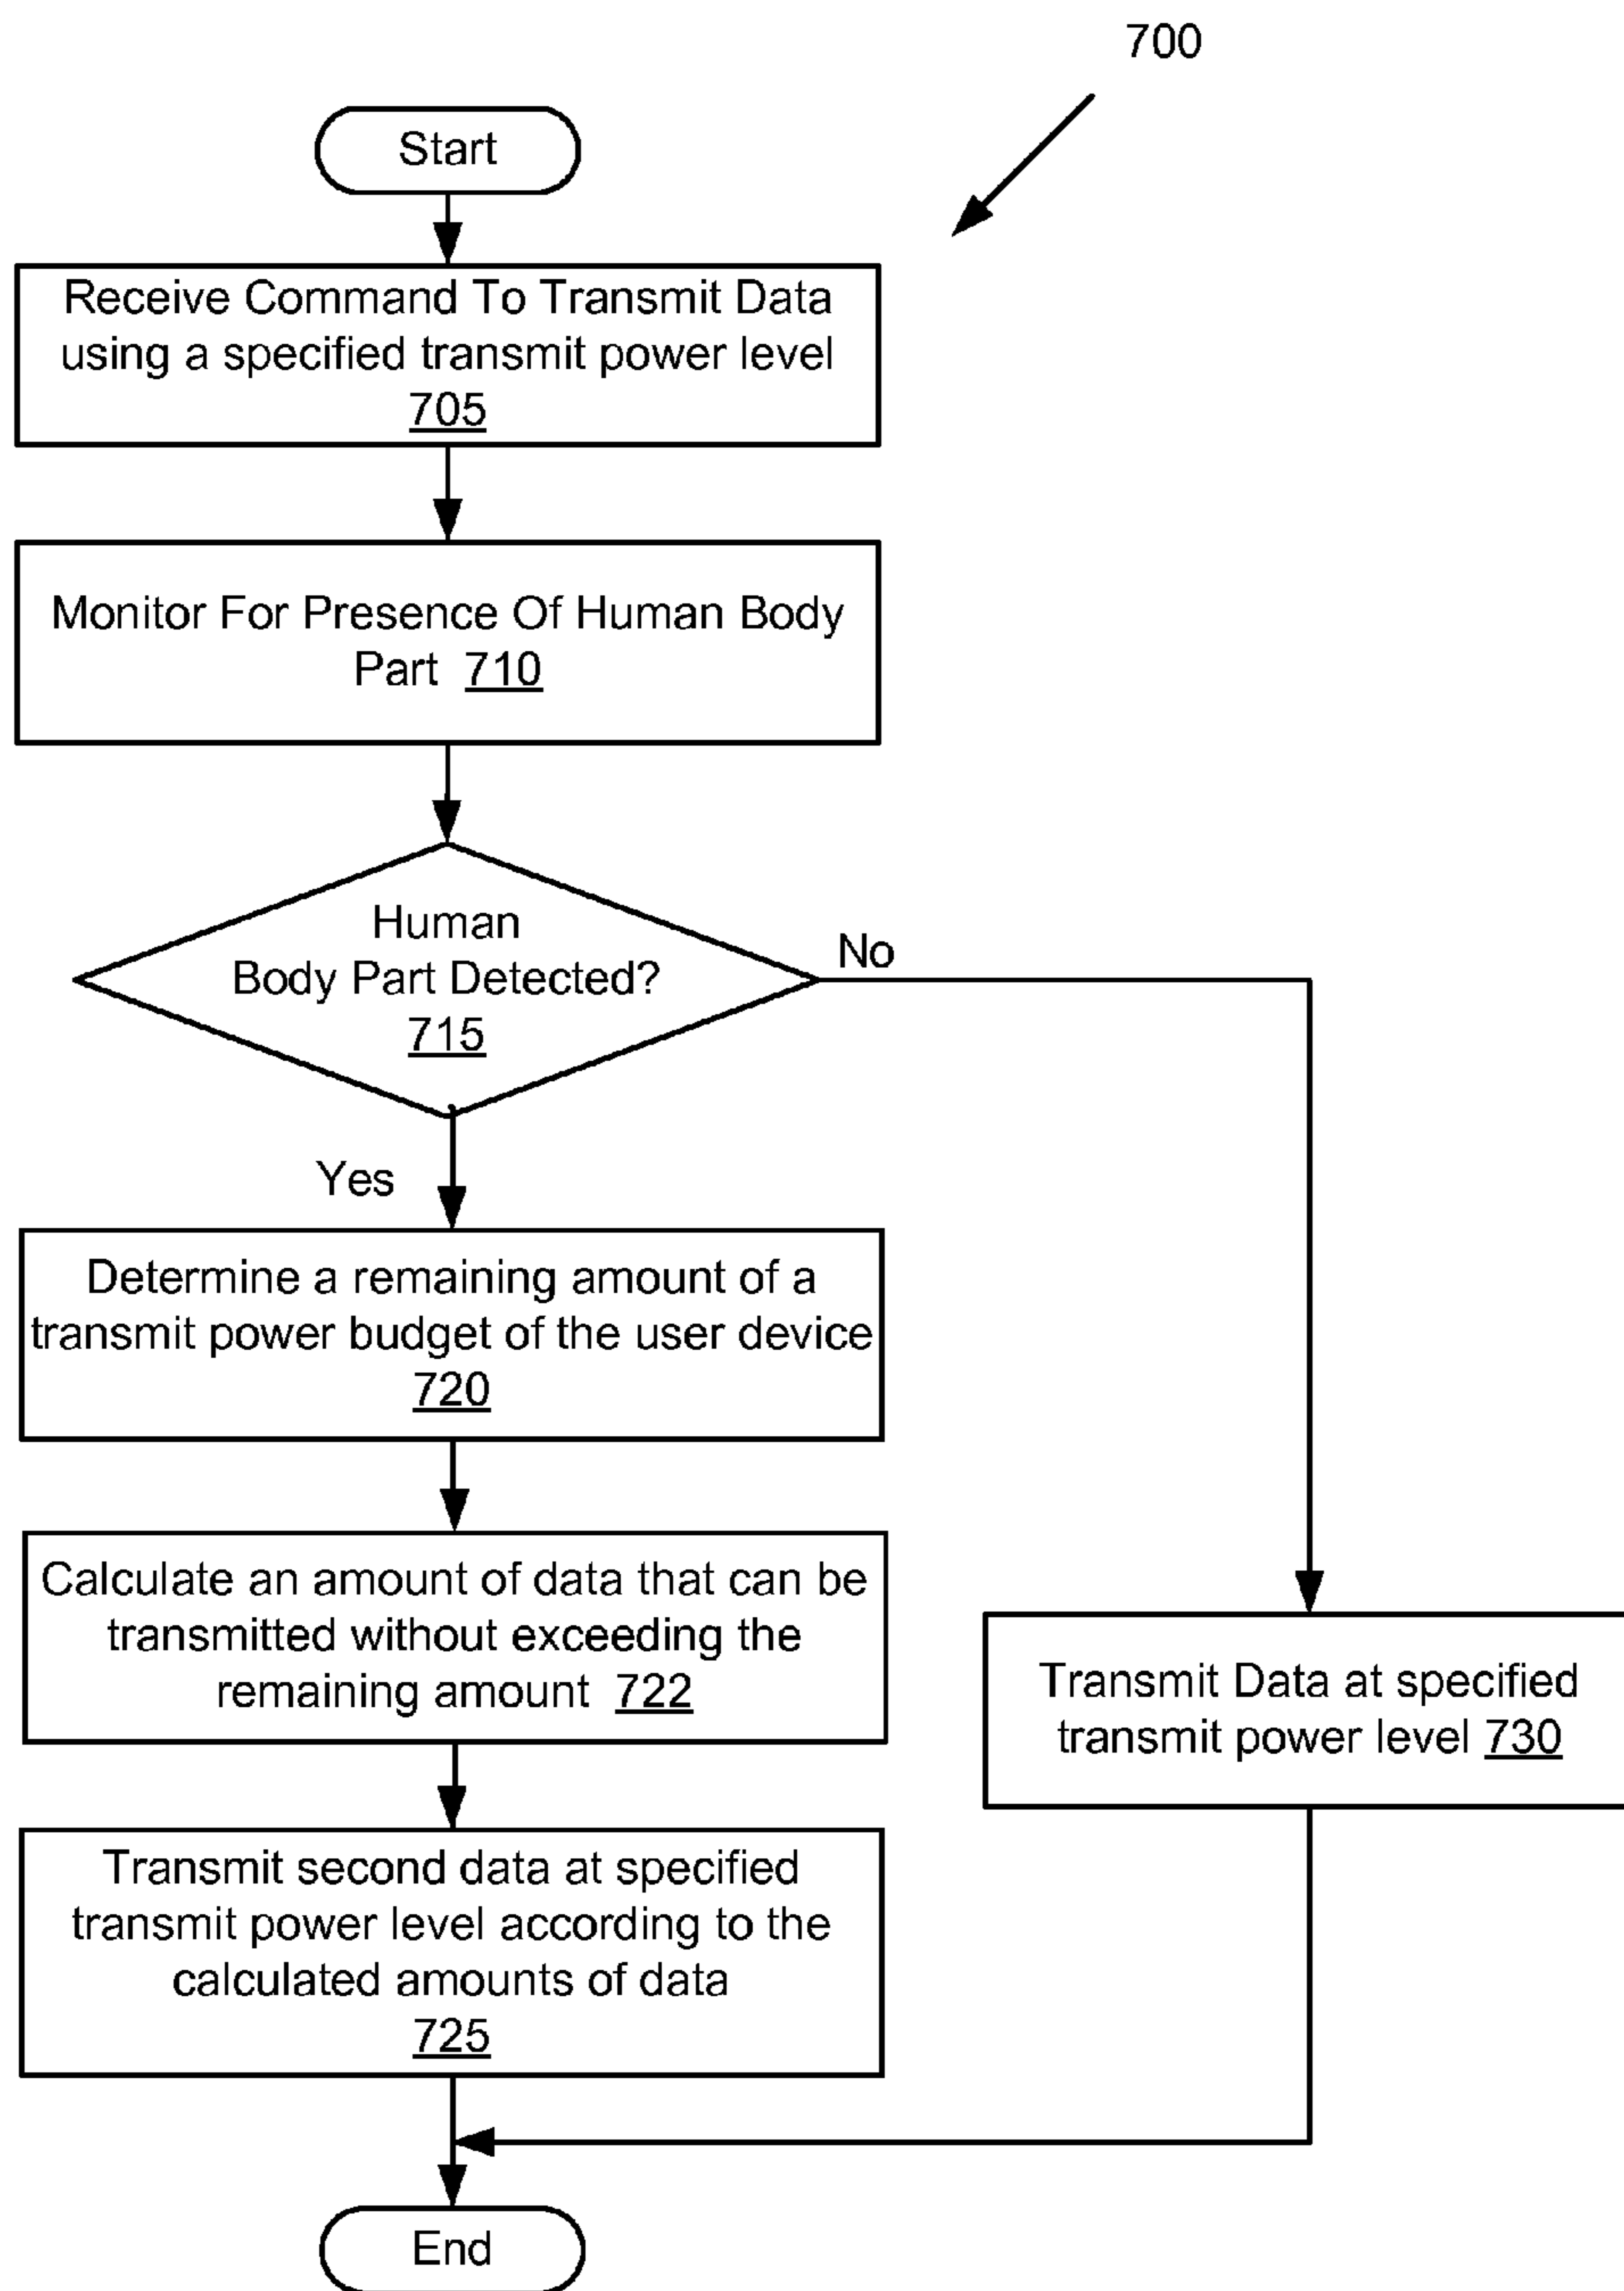 700
Start
Receive Command To Transmit Data
using a specified transmit power level
705
Monitor For Presence Of Human Body
Part 710
Human
Body Part Detected?
715
No
Yes
Determine a remaining amount of a
transmit power budget of the user device
720
Calculate an amount of data that can be
transmitted without exceeding the
remaining amount 722
Transmit Data at specified
transmit power level 730
Transmit second data at specified
transmit power level according to the
calculated amounts of data
725
End